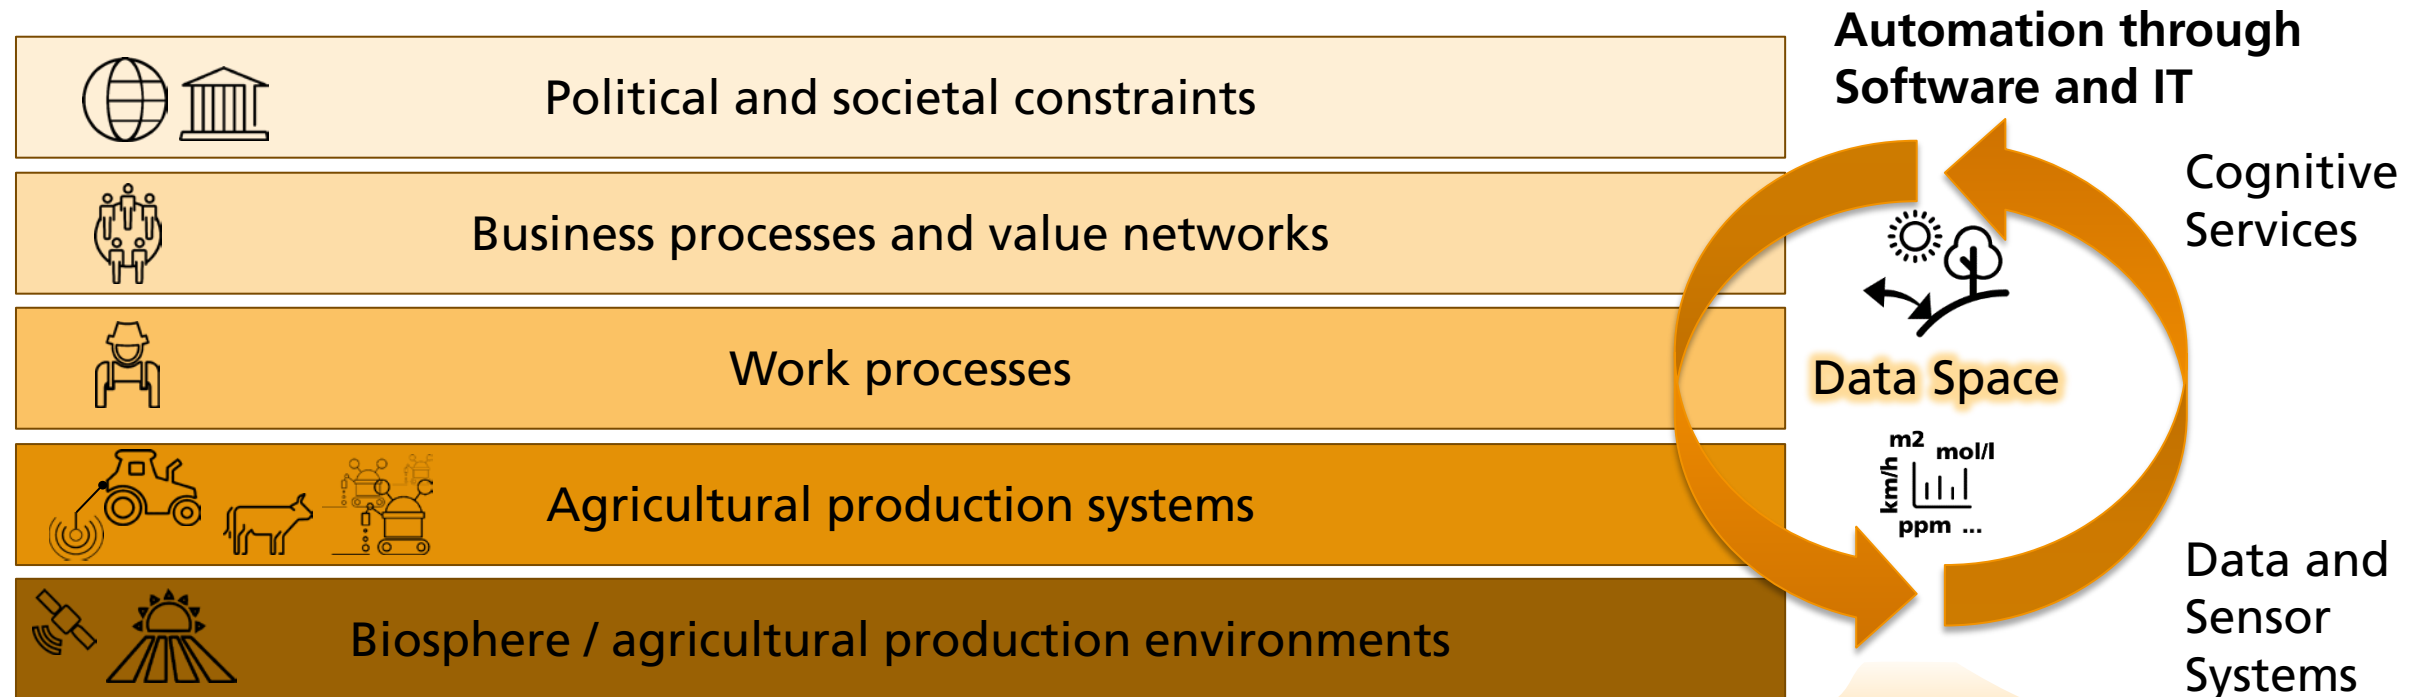 Political and societal constraints
Business processes and value networks
Work processes
Agricultural production systems
Biosphere / agricultural production environments
Automation through
Software and IT
Cognitive
Services
Data Space
m2
mol/l
km/h
ppm ...
Data and
Sensor
Systems